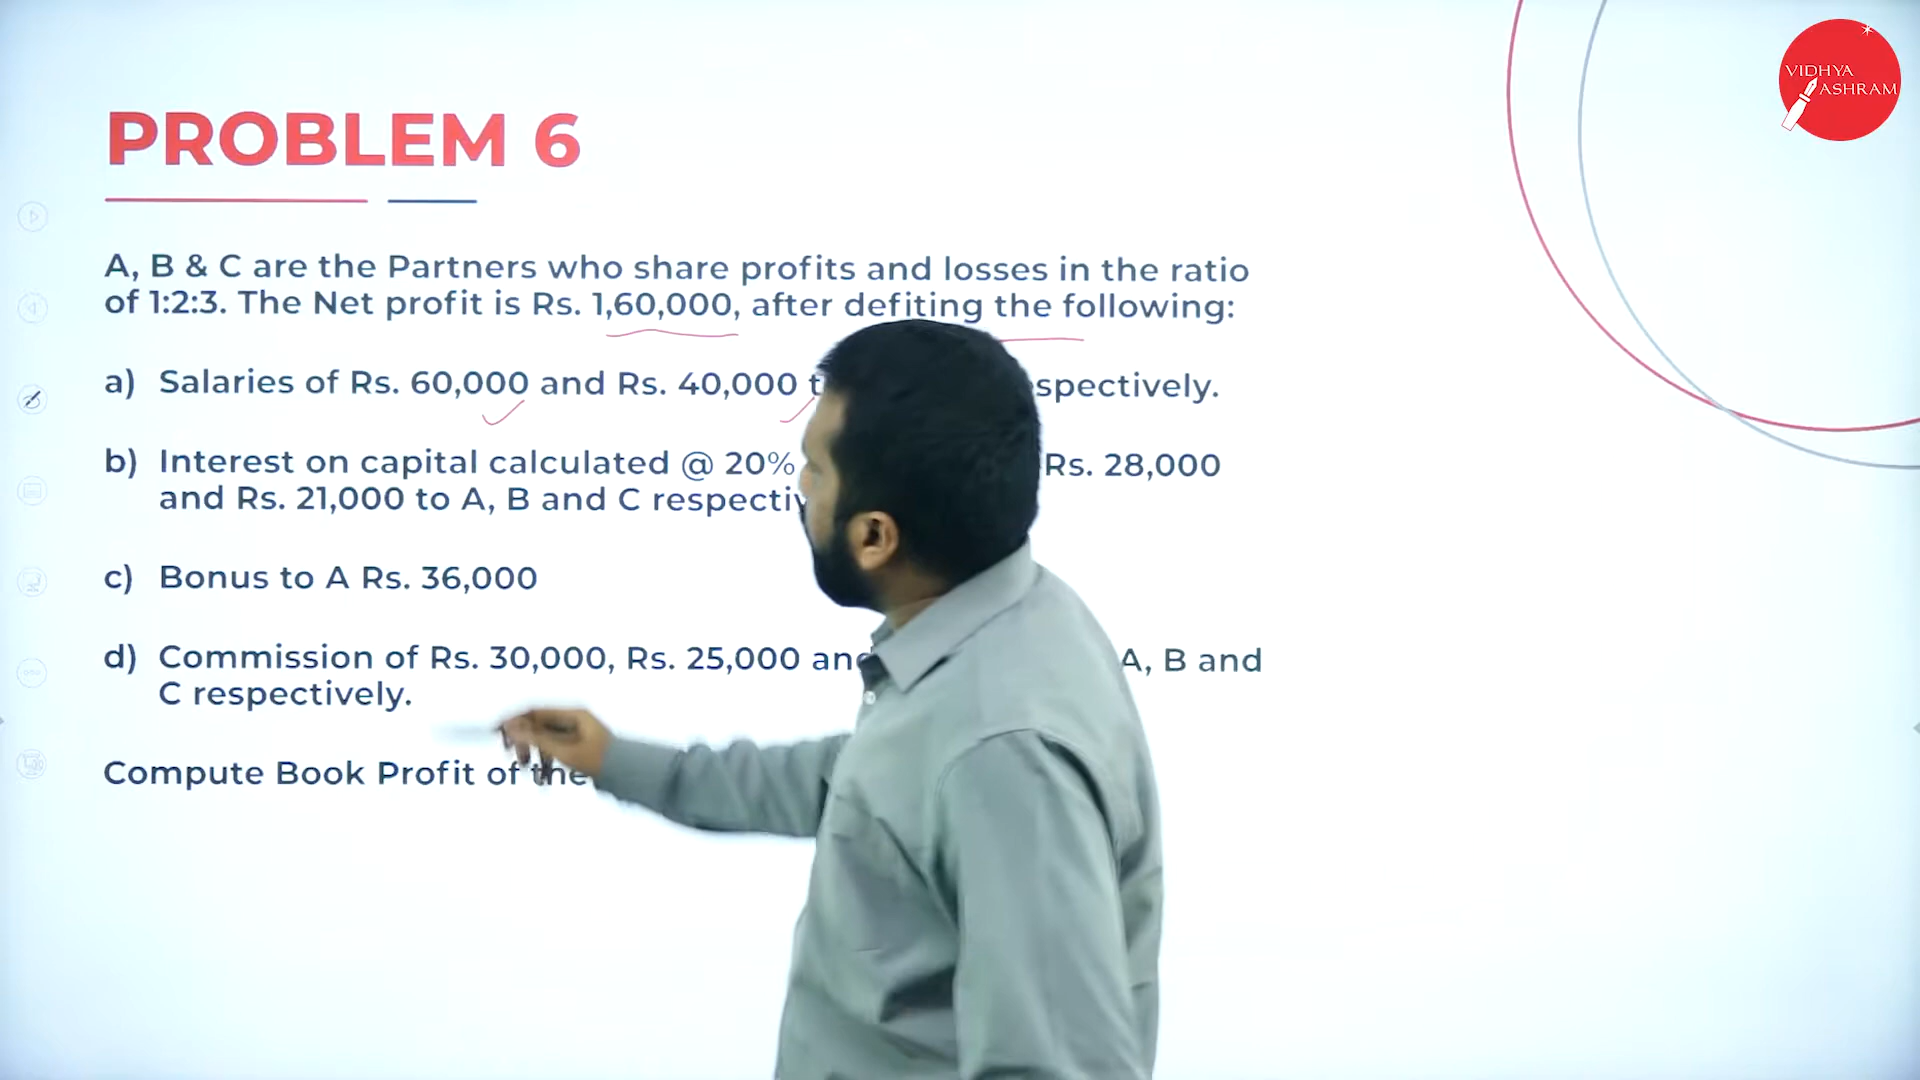 VIDHYA
ASHRAM
PROBLEM 6
A, B & C are the Partners who share profits and losses in the ratio
of 1:2:3. The Net profit is Rs. 1,60,000, after defiting the following:
a) Salaries of Rs. 60,000 and Rs. 40,000 spectively.
b) Interest on capital calculated @ 20% Rs. 28,000
and Rs. 21,000 to A, B and C respectiv
c) Bonus to A Rs. 36,000
d) Commission of Rs. 30,000, Rs. 25,000 and A, B and
C respectively.
Compute Book Profit of the